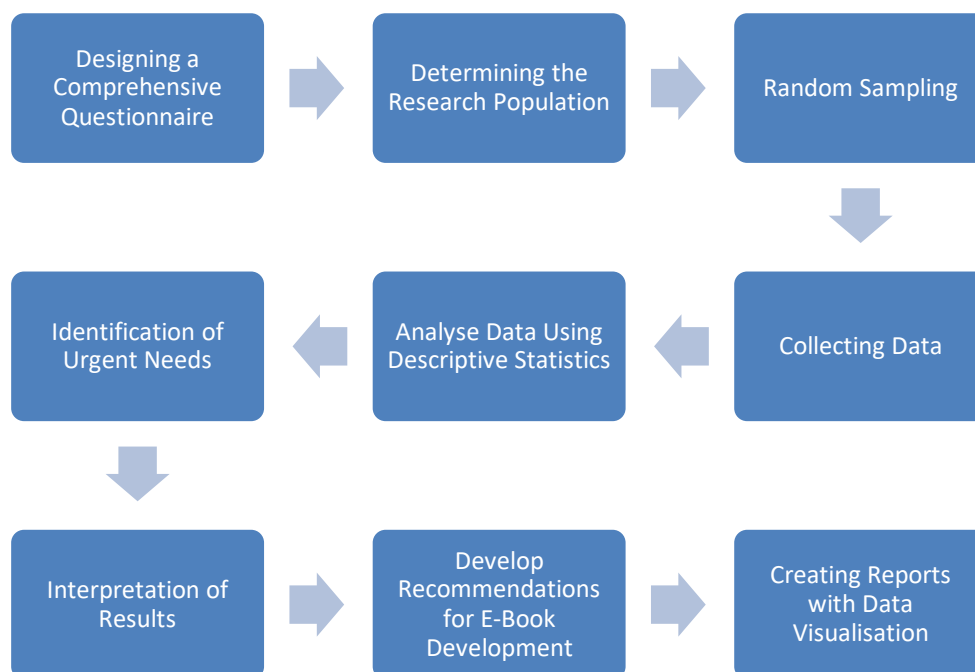 Designing a
Comprehensive
Questionnaire
Determining the
Research Population
Random Sampling
Collecting Data
Analyse Data Using
Descriptive Statistics
Identification of
Urgent Needs
Interpretation of
Results
Develop
Recommendations
for E-Book
Development
Creating Reports
with Data
Visualisation